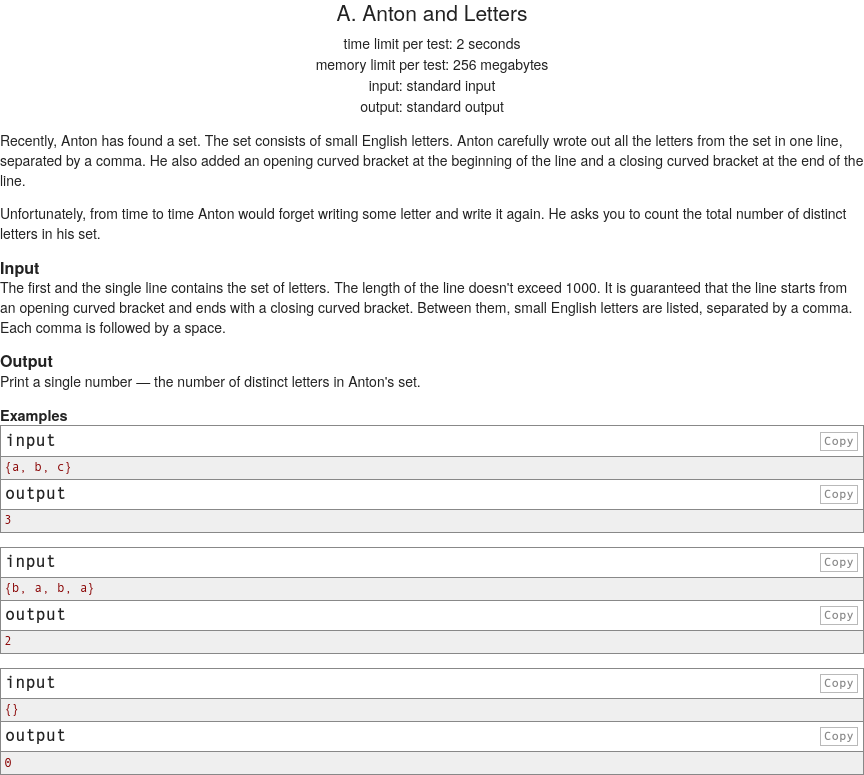 A. Anton and Letters
time limit per test: 2 seconds
memory limit per test: 256 megabytes
input: standard input
output: standard output
Recently, Anton has found a set. The set consists of small English letters. Anton carefully wrote out all the letters from the set in one line,
separated by a comma. He also added an opening curved bracket at the beginning of the line and a closing curved bracket at the end of the
line.
Unfortunately, from time to time Anton would forget writing some letter and write it again. He asks you to count the total number of distinct
letters in his set.
Input
The first and the single line contains the set of letters. The length of the line doesn't exceed 1000. It is guaranteed that the line starts from
an opening curved bracket and ends with a closing curved bracket. Between them, small English letters are listed, separated by a comma.
Each comma is followed by a space.
Output
Print a single number — the number of distinct letters in Anton's set.
Examples
input Copy
{a, b, c}
output Copy
3
input Copy
{b, a, b, a}
output Copy
2
input Copy
{}
output Copy
0